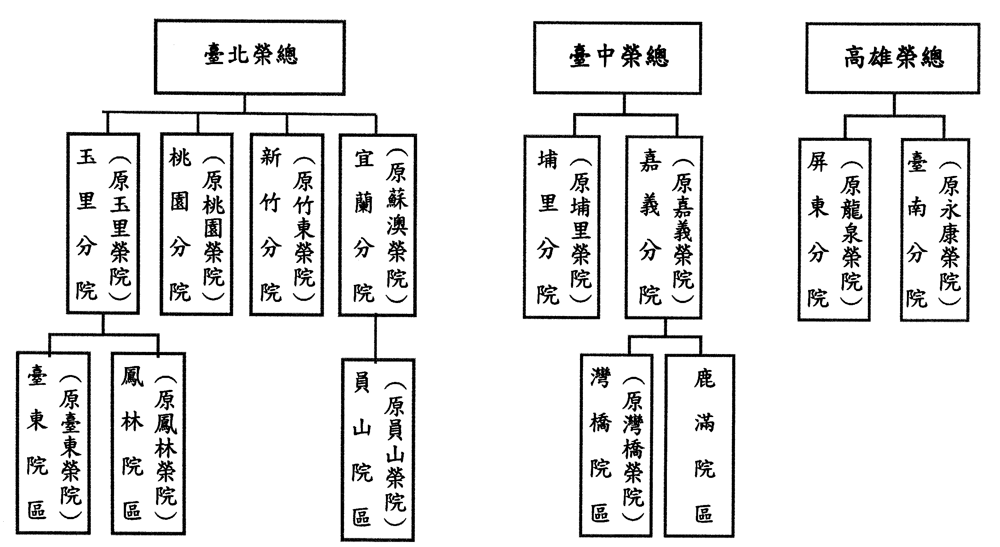 臺北榮總
臺中榮總
高雄榮總
玉里分院
（原玉里榮院）
桃園分院
（原桃園榮院）
新竹分院
（原竹東榮院）
宜蘭分院
（原蘇澳榮院）
埔里分院
（原埔里榮院）
嘉義分院
（原嘉義榮院）
屏東分院
（原龍泉榮院）
臺南分院
（原永康榮院）
臺東院區
（原臺東榮院）
鳳林院區
（原鳳林榮院）
員山院區
（原員山榮院）
灣橋院區
（原灣橋榮院）
鹿滿院區